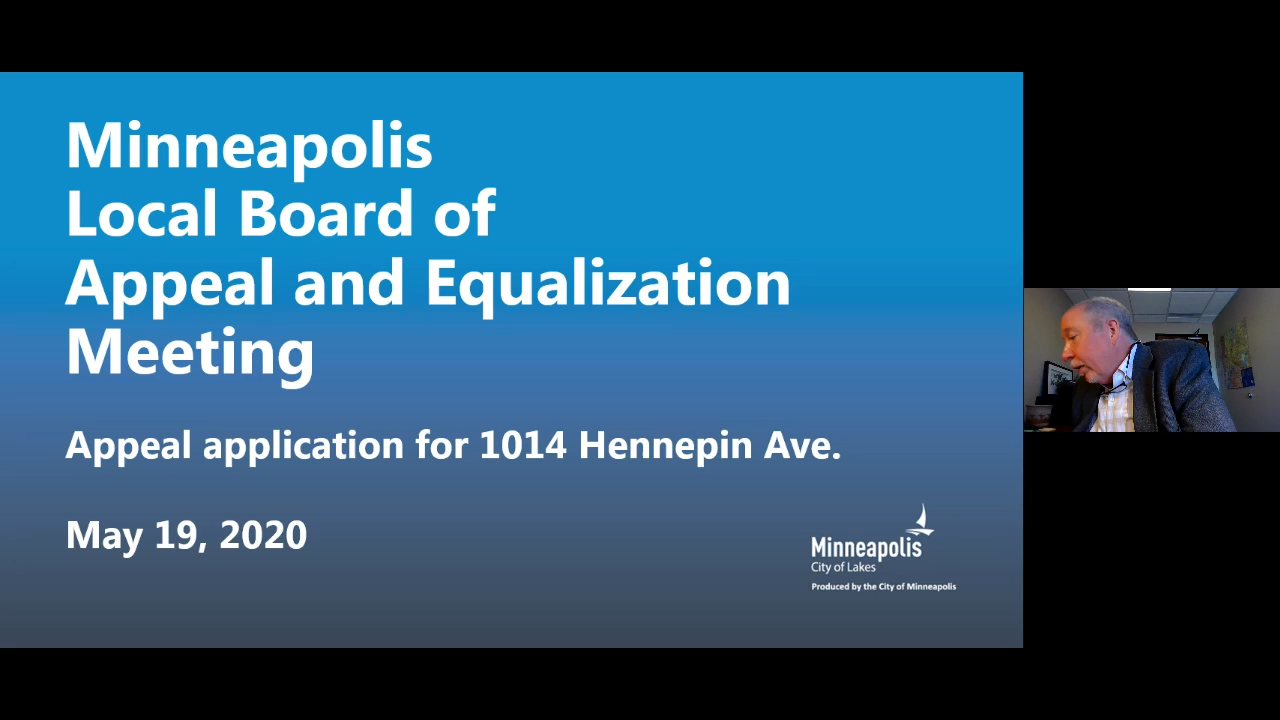 Minneapolis
Local Board of
Appeal and Equalization
Meeting
Appeal application for 1014 Hennepin Ave.
May 19, 2020
Minneapolis
City of Lakes
Produced by the City of Minneapolis